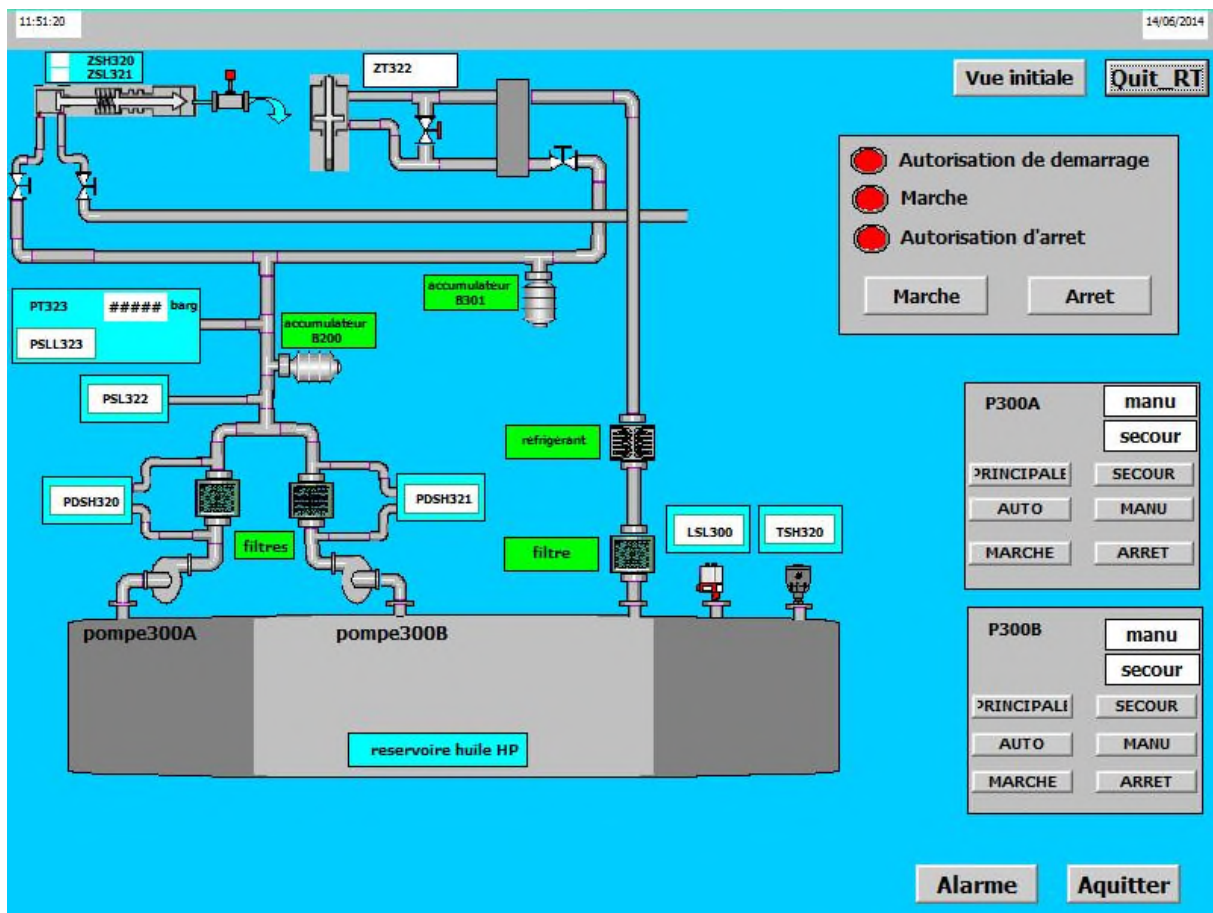 11:51:20
14/06/2014
ZSH320
ZSL321
ZT322
Vue initiale
Quit_RT
Autorisation de demarrage
Marche
Autorisation d'arret
Marche
Arret
accumulateur
B301
PT323
##### barg
PSLL323
accumulateur
B200
PSL322
P300A
manu
secour
PRINCIPALE
SECOUR
AUTO
MANU
MARCHE
ARRET
refrigerant
PDSH320
PDSH321
filtres
filtre
LSL300
TSH320
pompe300A
pompe300B
reservoire huile HP
P300B
manu
secour
PRINCIPALE
SECOUR
AUTO
MANU
MARCHE
ARRET
Alarme
Aquitter